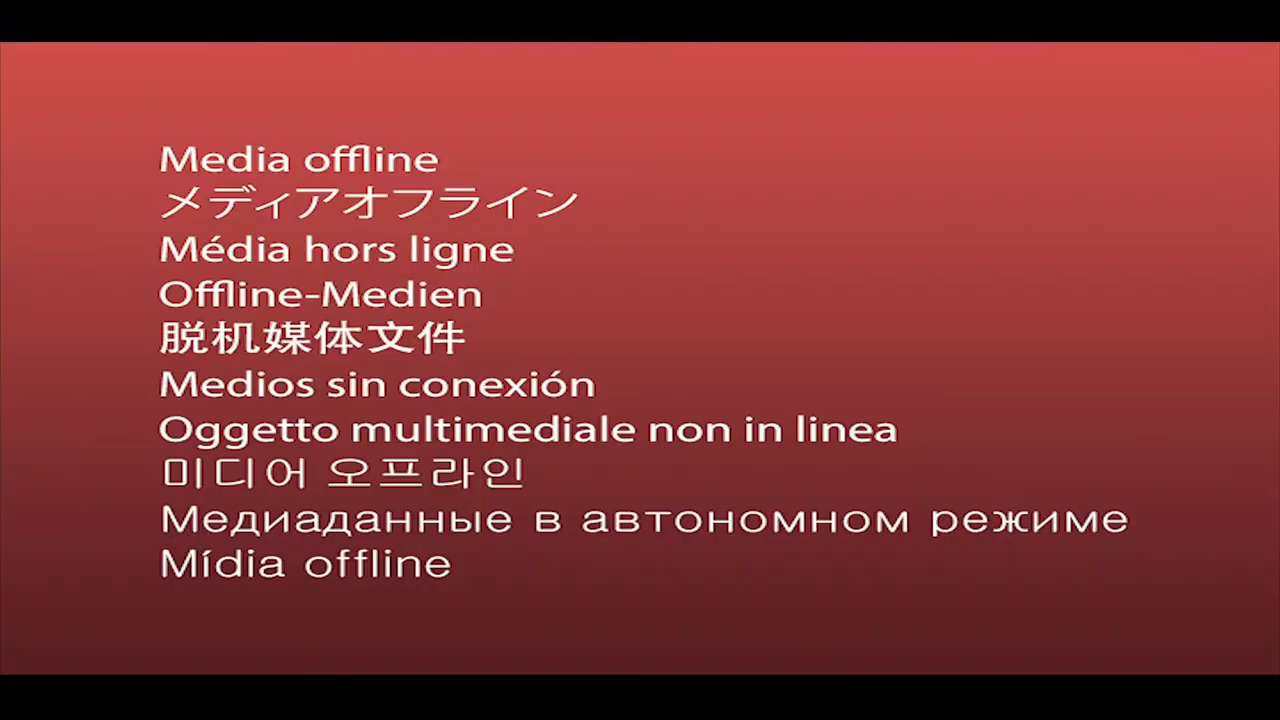 Media offline
メディアオフライン
Média hors ligne
Offline-Medien
脱机媒体文件
Medios sin conexión
Oggetto multimediale non in linea
미디어 오프라인
Медиаданные в автономном режиме
Mídia offline